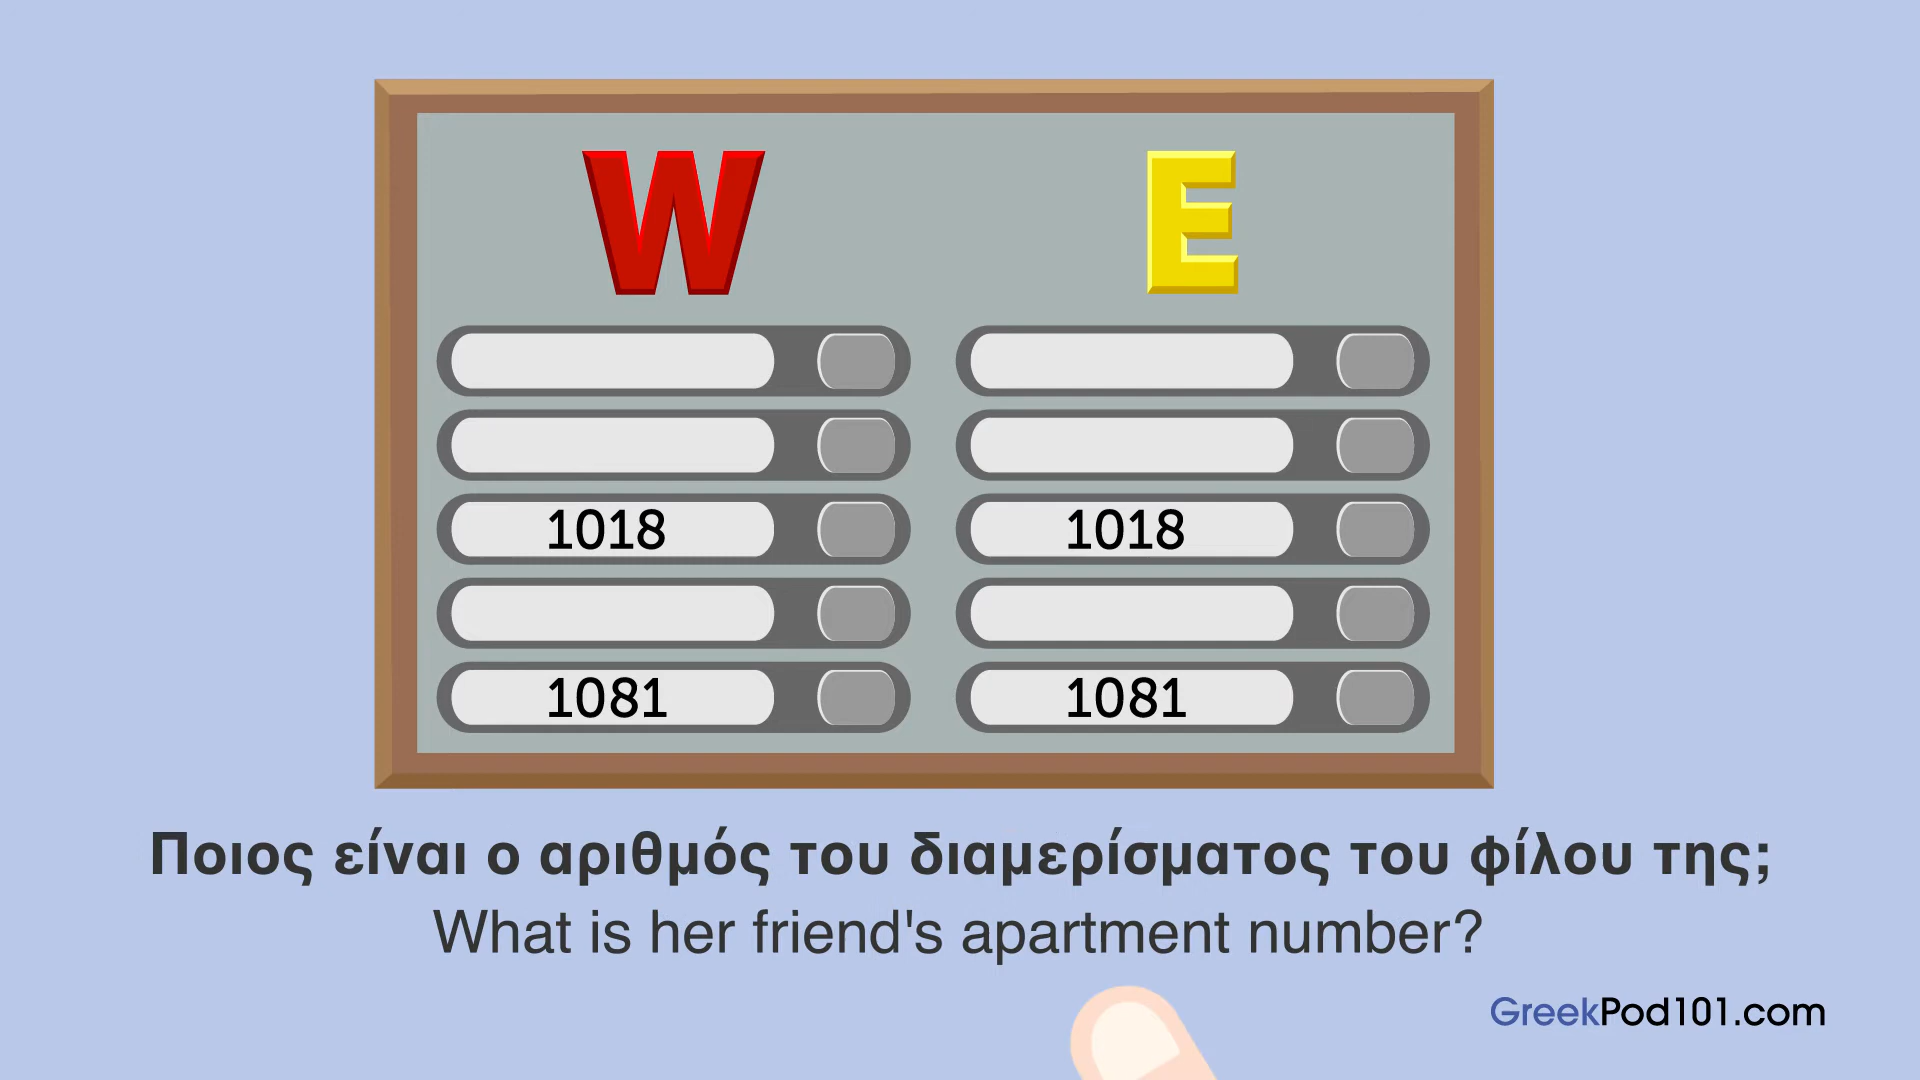 W E
1018 1018
1081 1081
Ποιος είναι ο αριθμός του διαμερίσματος του φίλου της;
What is her friend's apartment number?
GreekPod101.com